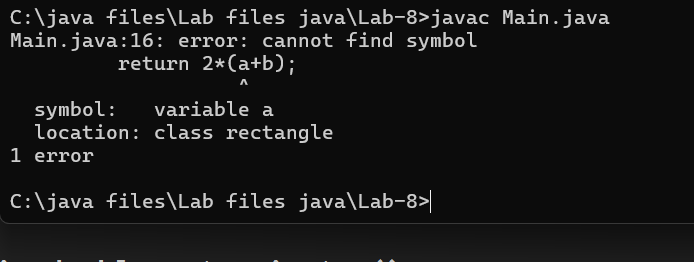 C:\java files\Lab files java\Lab-8>javac Main.java
Main.java:16: error: cannot find symbol
return 2*(a+b);
^
symbol:   variable a
location: class rectangle
1 error
C:\java files\Lab files java\Lab-8>